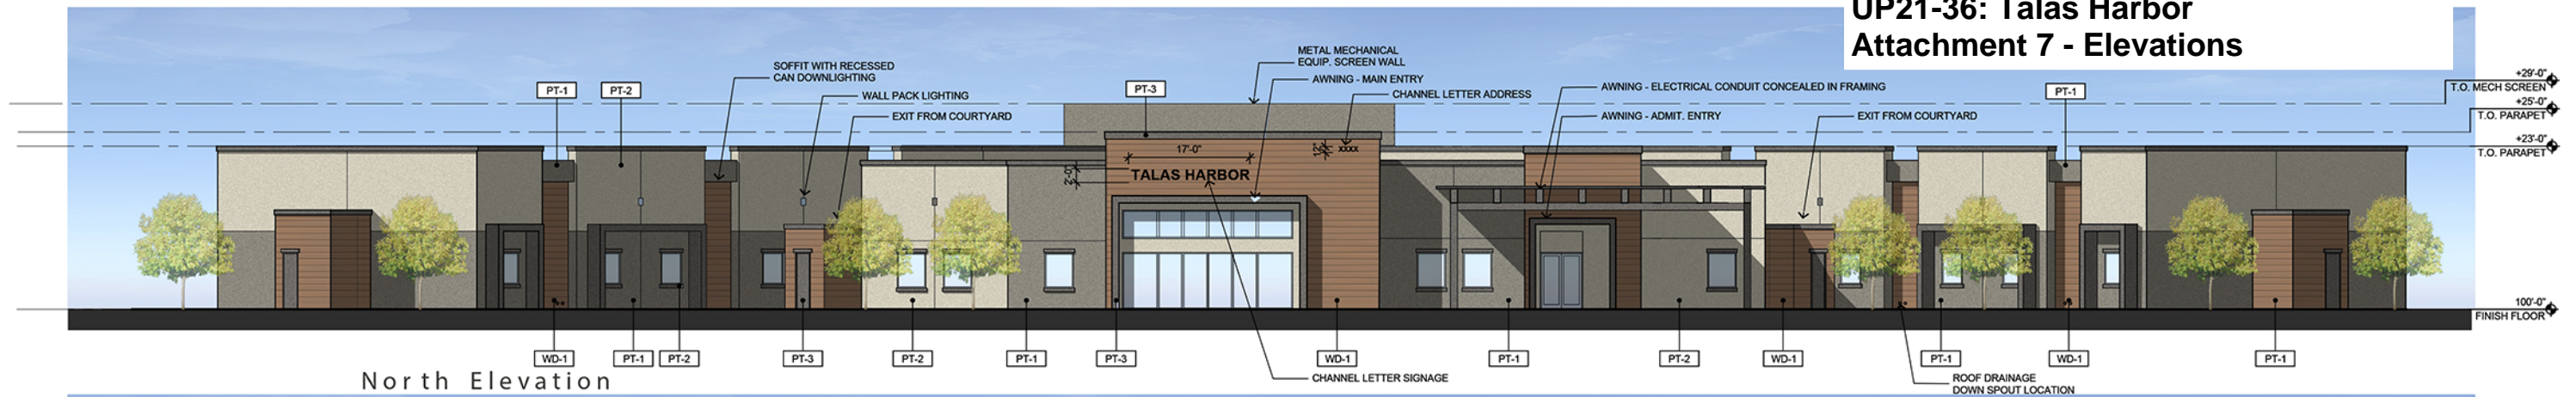 UP21-36: Talas Harbor
Attachment 7 - Elevations
METAL MECHANICAL
EQUIP. SCREEN WALL
SOFFIT WITH RECESSED
CAN DOWNLIGHTING
AWNING - MAIN ENTRY
+29'-0"
T.O. MECH SCREEN
PT-1
PT-2
PT-3
AWNING - ELECTRICAL CONDUIT CONCEALED IN FRAMING
PT-1
WALL PACK LIGHTING
CHANNEL LETTER ADDRESS
+25'-0"
T.O. PARAPET
EXIT FROM COURTYARD
AWNING - ADMIT. ENTRY
EXIT FROM COURTYARD
+23'-0"
T.O. PARAPET
17'-0"
12"
XXXX
2'-0"
TALAS HARBOR
100'-0"
FINISH FLOOR
WD-1
PT-1
PT-2
PT-3
PT-2
PT-1
PT-3
WD-1
PT-1
PT-2
WD-1
PT-1
WD-1
PT-1
North Elevation
CHANNEL LETTER SIGNAGE
ROOF DRAINAGE
DOWN SPOUT LOCATION